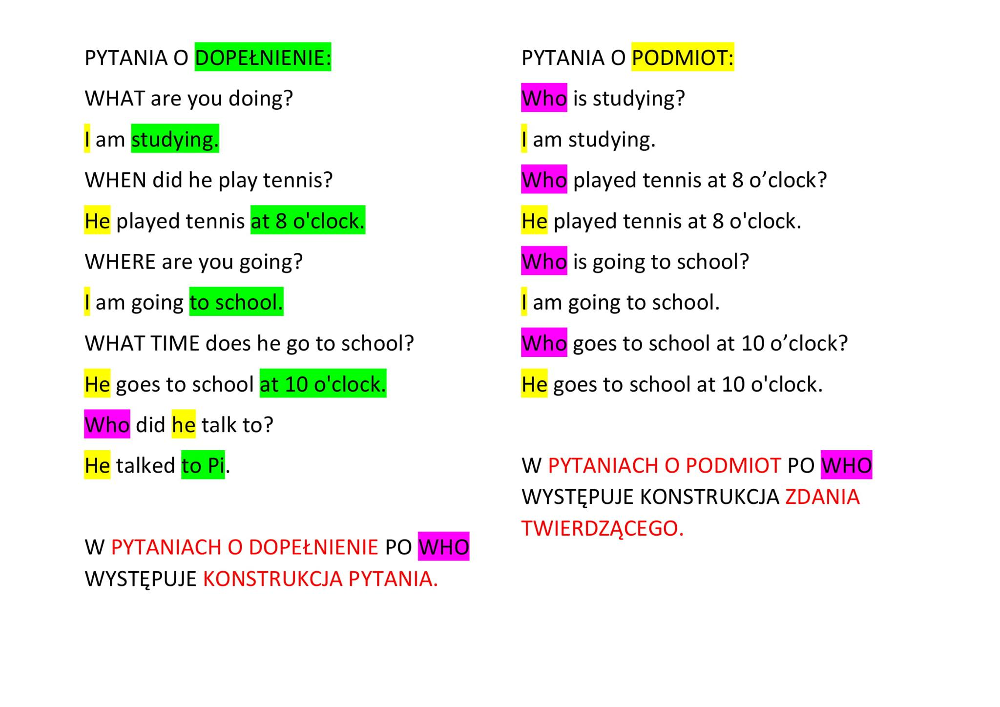 PYTANIA O DOPEŁNIENIE:
WHAT are you doing?
I am studying.
WHEN did he play tennis?
He played tennis at 8 o'clock.
WHERE are you going?
I am going to school.
WHAT TIME does he go to school?
He goes to school at 10 o'clock.
Who did he talk to?
He talked to Pi.
W PYTANIACH O DOPEŁNIENIE PO WHO
WYSTĘPUJE KONSTRUKCJA PYTANIA.
PYTANIA O PODMIOT:
Who is studying?
I am studying.
Who played tennis at 8 o’clock?
He played tennis at 8 o'clock.
Who is going to school?
I am going to school.
Who goes to school at 10 o’clock?
He goes to school at 10 o'clock.
W PYTANIACH O PODMIOT PO WHO
WYSTĘPUJE KONSTRUKCJA ZDANIA
TWIERDZĄCEGO.